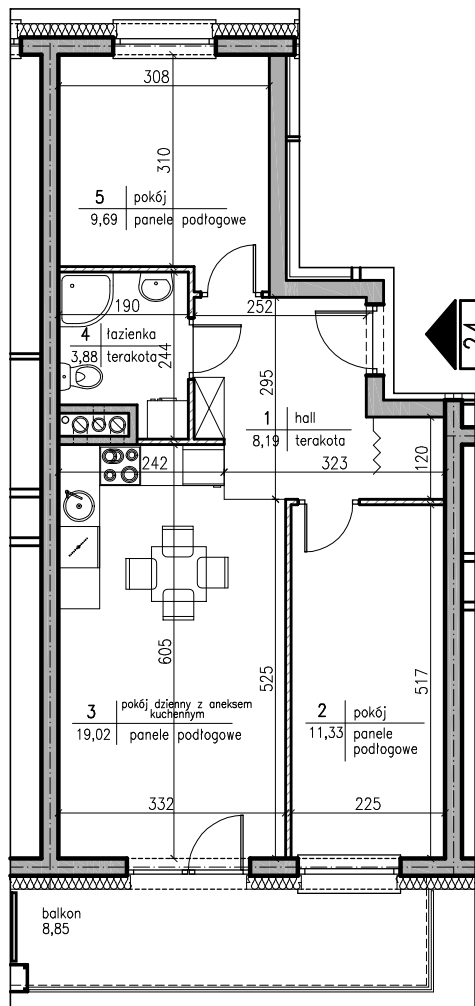 308
310
5 pokój
9.69 panele podłogowe
190
252
4 łazienka
3,88 terakota
244
24
295
1 hall
8,19 terakota
242
323
120
605
525
517
3 pokój dzienny z aneksem
kuchennym
19,02 panele podłogowe
2 pokój
11,33 panele
podłogowe
332
225
balkon
8,85